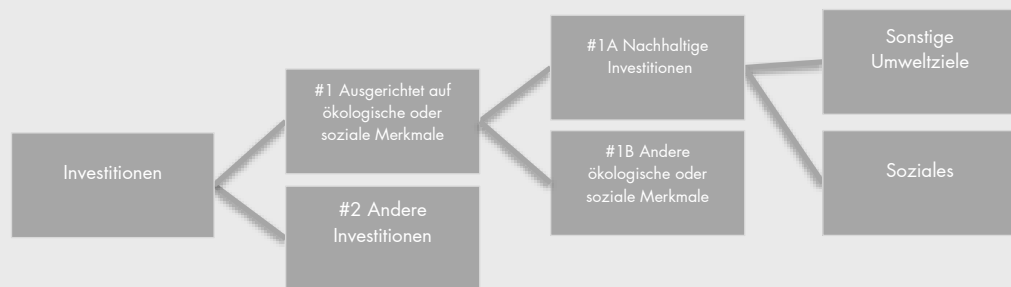 Investitionen
#1 Ausgerichtet auf
ökologische oder
soziale Merkmale
#2 Andere
Investitionen
#1A Nachhaltige
Investitionen
#1B Andere
ökologische oder
soziale Merkmale
Sonstige
Umweltziele
Soziales